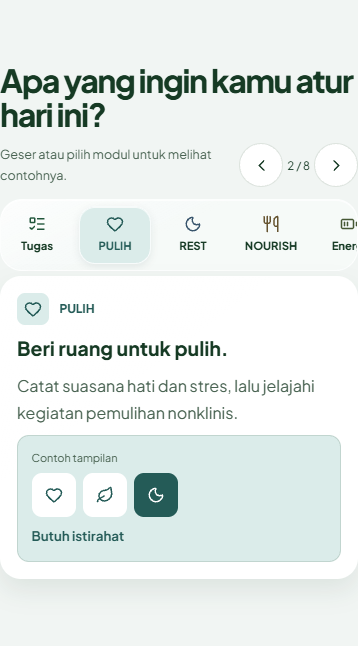 Apa yang ingin kamu atur
hari ini?
Geser atau pilih modul untuk melihat
contohnya.
2 / 8
Tugas
PULIH
REST
NOURISH
Ener
PULIH
Beri ruang untuk pulih.
Catat suasana hati dan stres, lalu jelajahi
kegiatan pemulihan nonklinis.
Contoh tampilan
Butuh istirahat